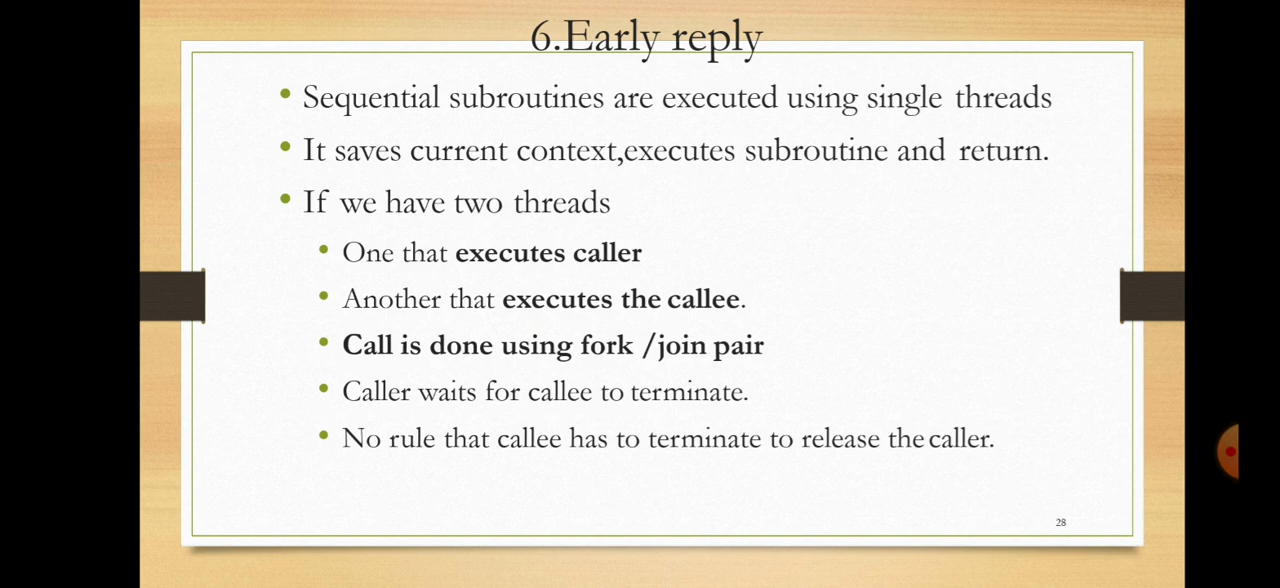 6.Early reply
• Sequential subroutines are executed using single threads
• It saves current context,executes subroutine and return.
• If we have two threads
• One that executes caller
• Another that executes the callee.
• Call is done using fork /join pair
• Caller waits for callee to terminate.
• No rule that callee has to terminate to release the caller.
28